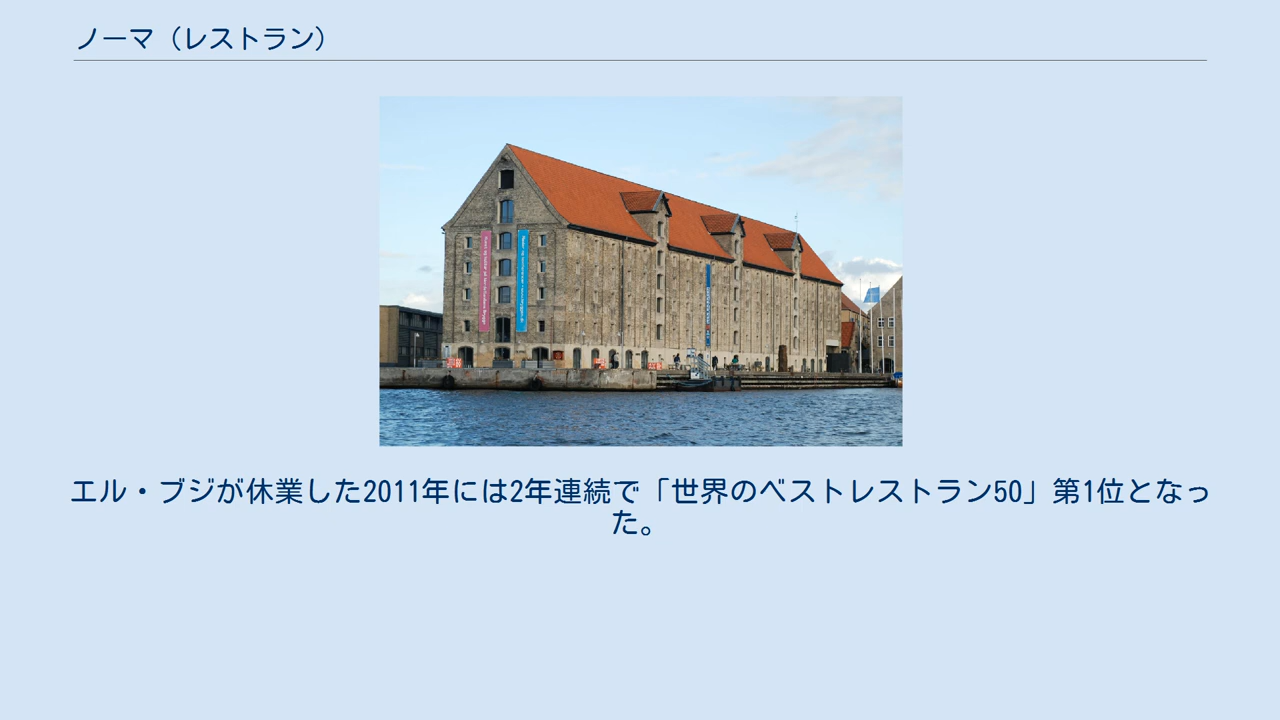 ノーマ（レストラン）
エル・ブジが休業した2011年には2年連続で「世界のベストレストラン50」第1位となっ
た。